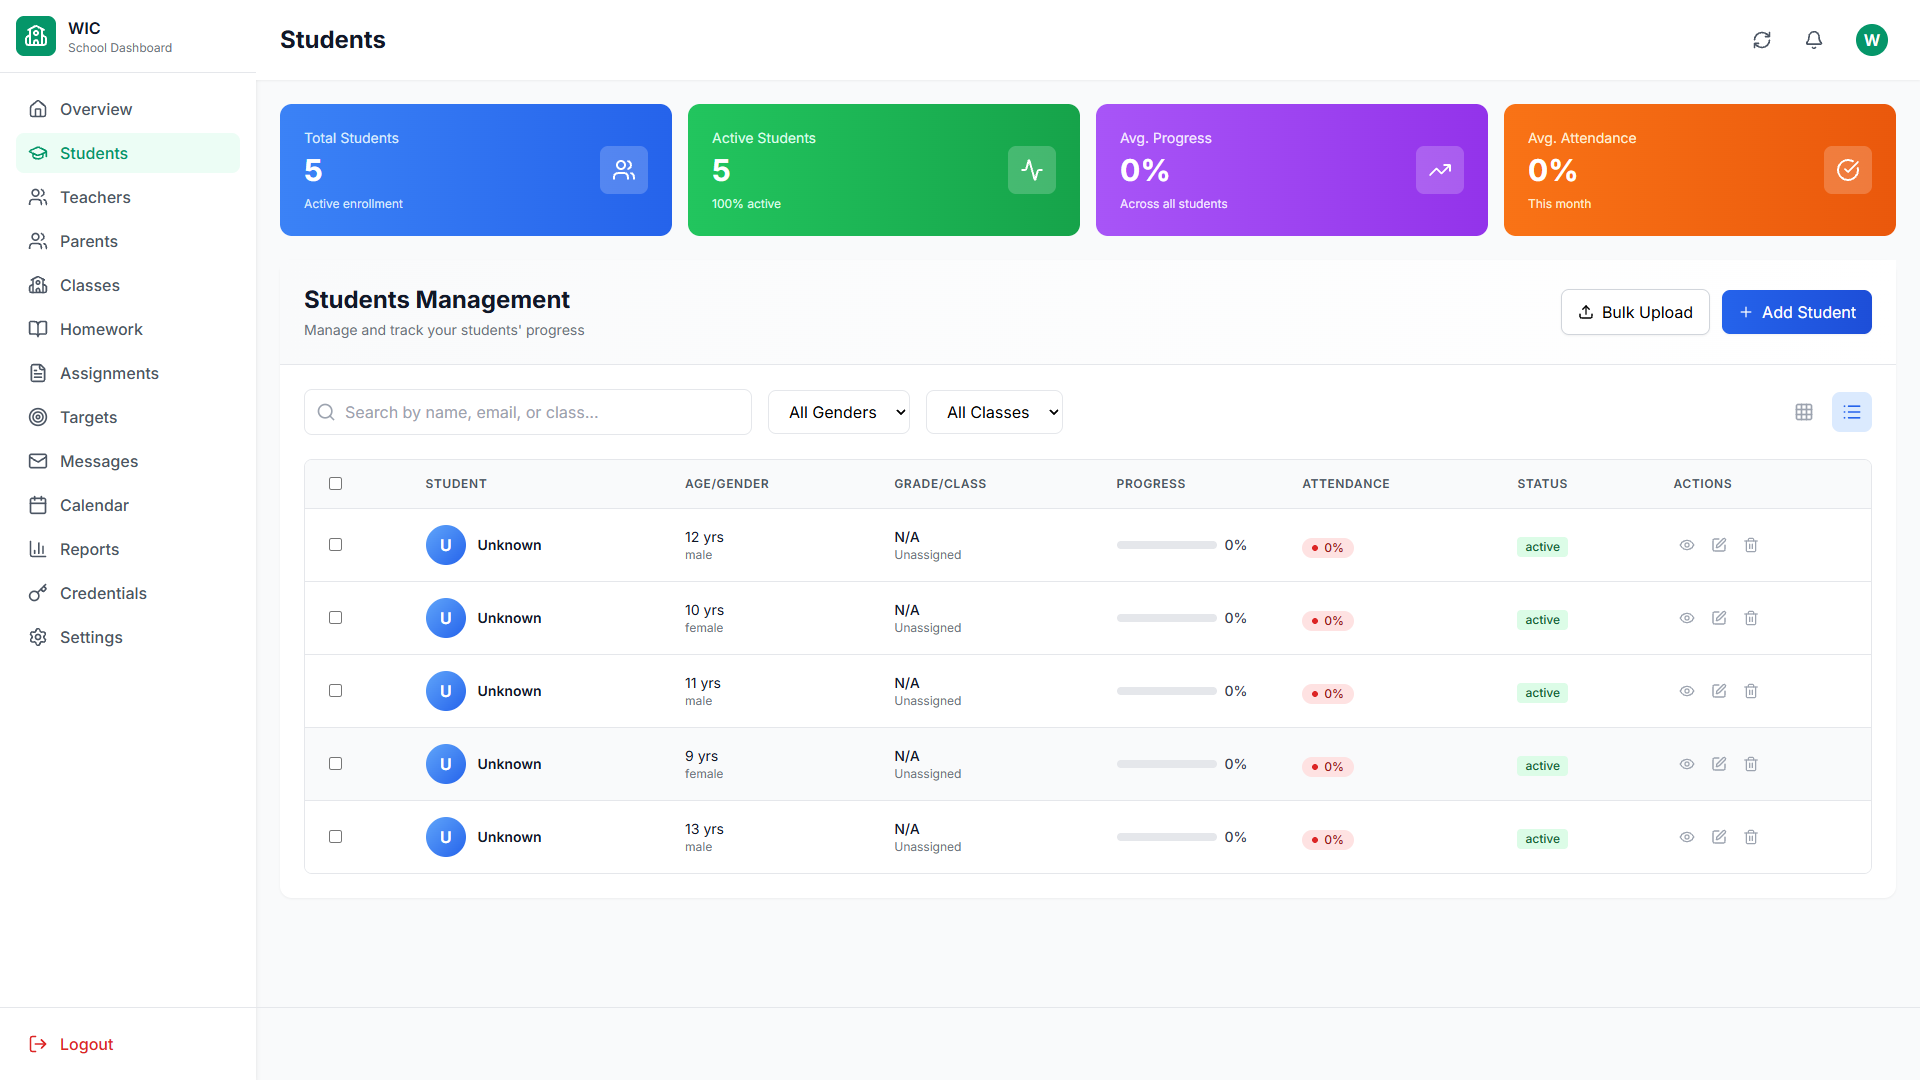 WIC
School Dashboard
Students
W
Overview
Students
Teachers
Parents
Classes
Homework
Assignments
Targets
Messages
Calendar
Reports
Credentials
Settings
Logout
Total Students
5
Active enrollment
Active Students
5
100% active
Avg. Progress
0%
Across all students
Avg. Attendance
0%
This month
Students Management
Manage and track your students' progress
Bulk Upload
Add Student
Search by name, email, or class...
All Genders
All Classes
STUDENT AGE/GENDER GRADE/CLASS PROGRESS ATTENDANCE STATUS ACTIONS
U Unknown 12 yrs N/A 0% 0% active
male Unassigned
U Unknown 10 yrs N/A 0% 0% active
female Unassigned
U Unknown 11 yrs N/A 0% 0% active
male Unassigned
U Unknown 9 yrs N/A 0% 0% active
female Unassigned
U Unknown 13 yrs N/A 0% 0% active
male Unassigned